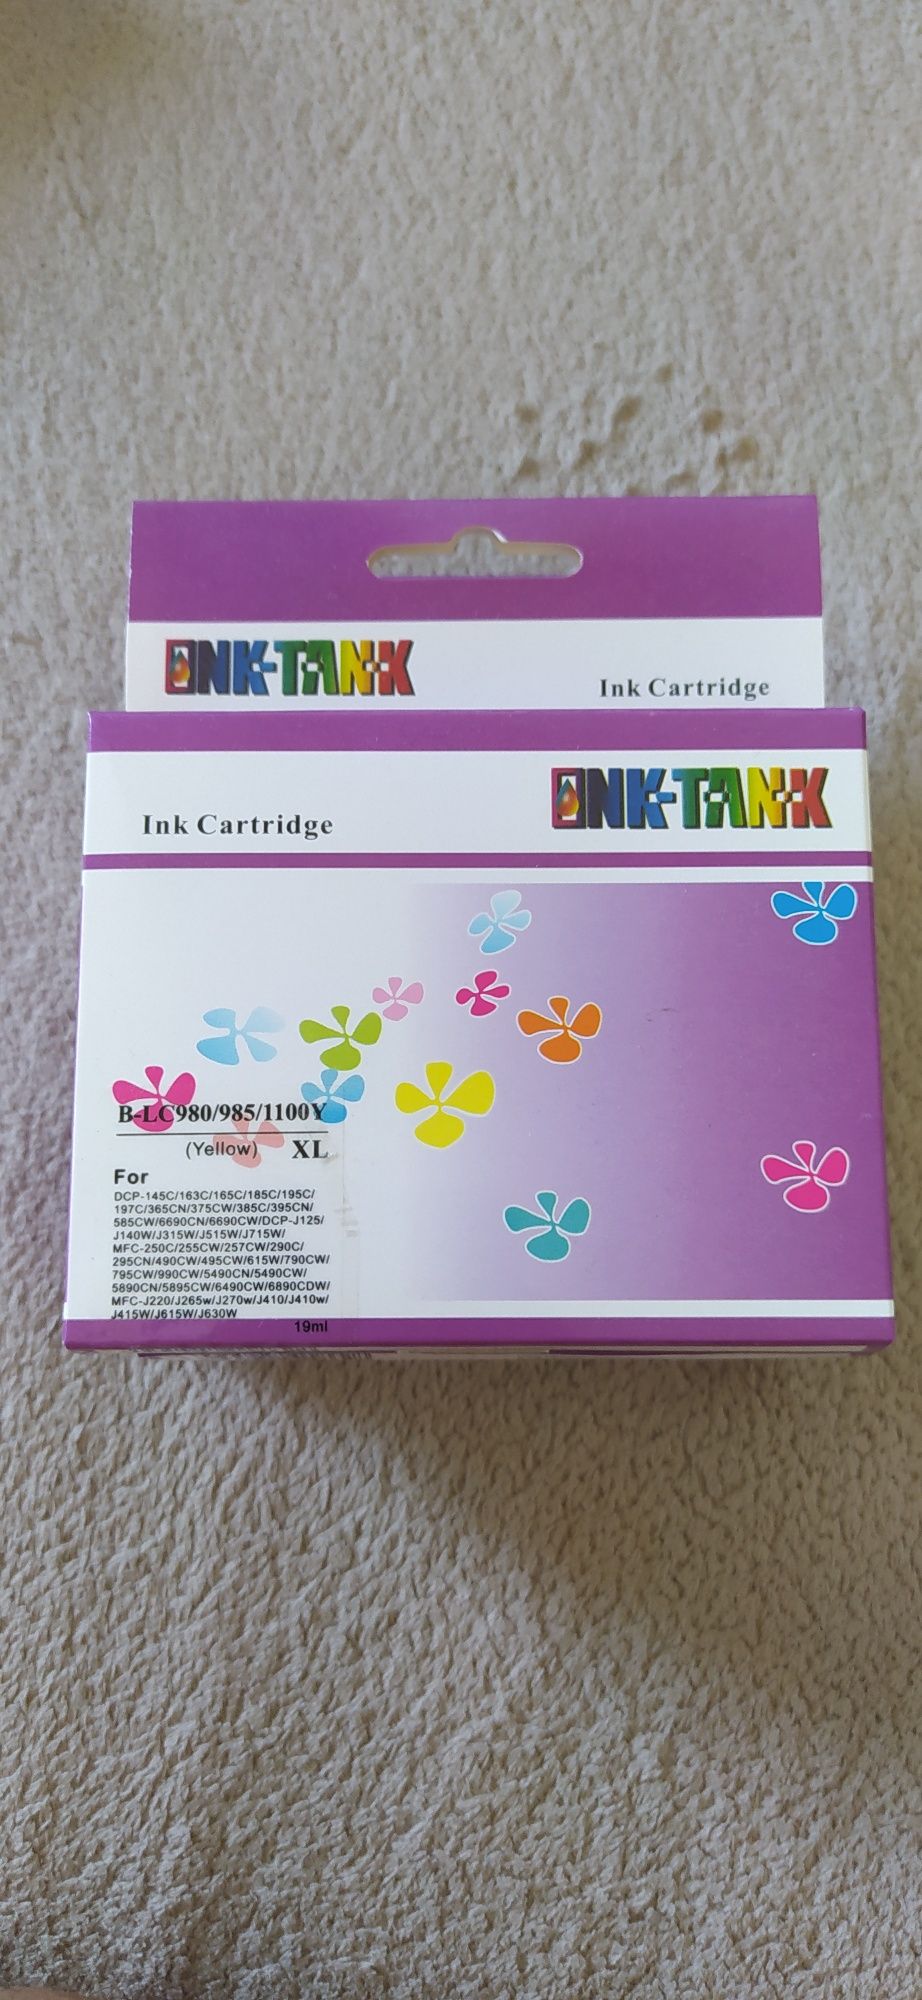 INK-TANK
Ink Cartridge
Ink Cartridge
INK-TANK
B-LC980/985/1100Y
(Yellow) XL
For
DCP-145C/163C/165C/185C/195C/
197C/365CN/375CW/385C/395CN/
585CW/6690CN/6690CW/DCP-J125/
J140W/J315W/J515W/J715W/
MFC-250C/255CW/257CW/290C/
295CN/490CW/495CW/615W/790CW/
795CW/990CW/5490CN/5490CW/
5890CN/5895CW/6490CW/6890CDW/
MFC-J220/J265w/J270w/J410/J410w/
J415W/J615W/J630W
19ml